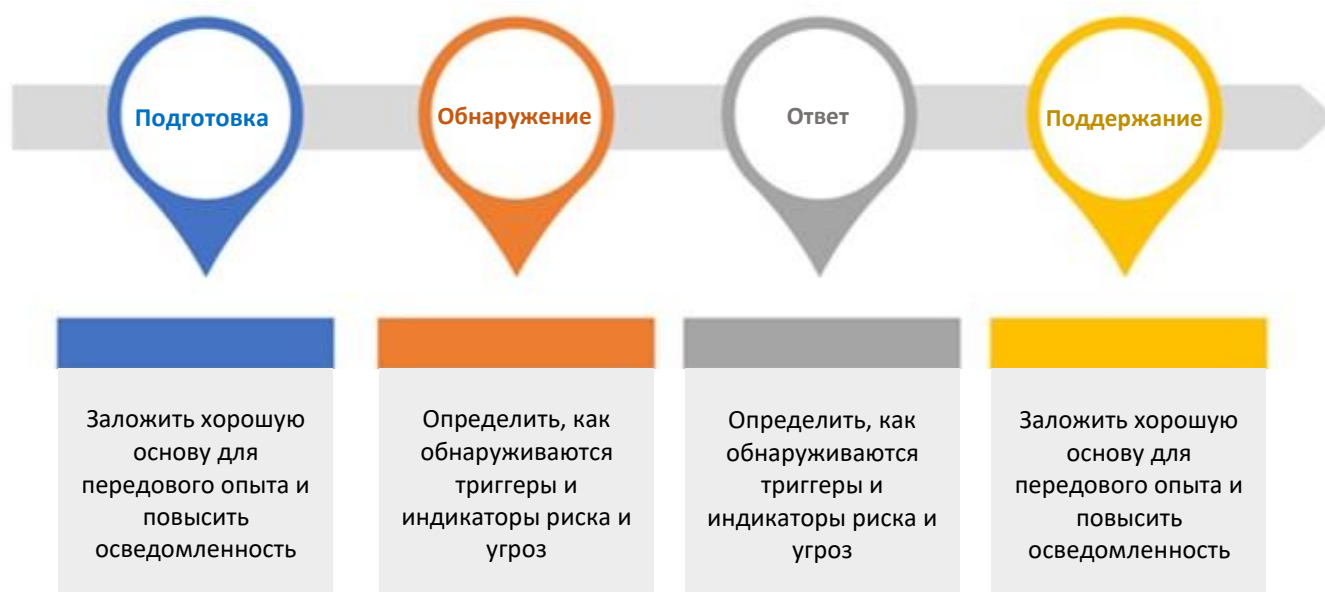 Подготовка
Обнаружение
Ответ
Поддержание
Заложить хорошую
основу для
передового опыта и
повысить
осведомленность
Определить, как
обнаруживаются
триггеры и
индикаторы риска и
угроз
Определить, как
обнаруживаются
триггеры и
индикаторы риска и
угроз
Заложить хорошую
основу для
передового опыта и
повысить
осведомленность